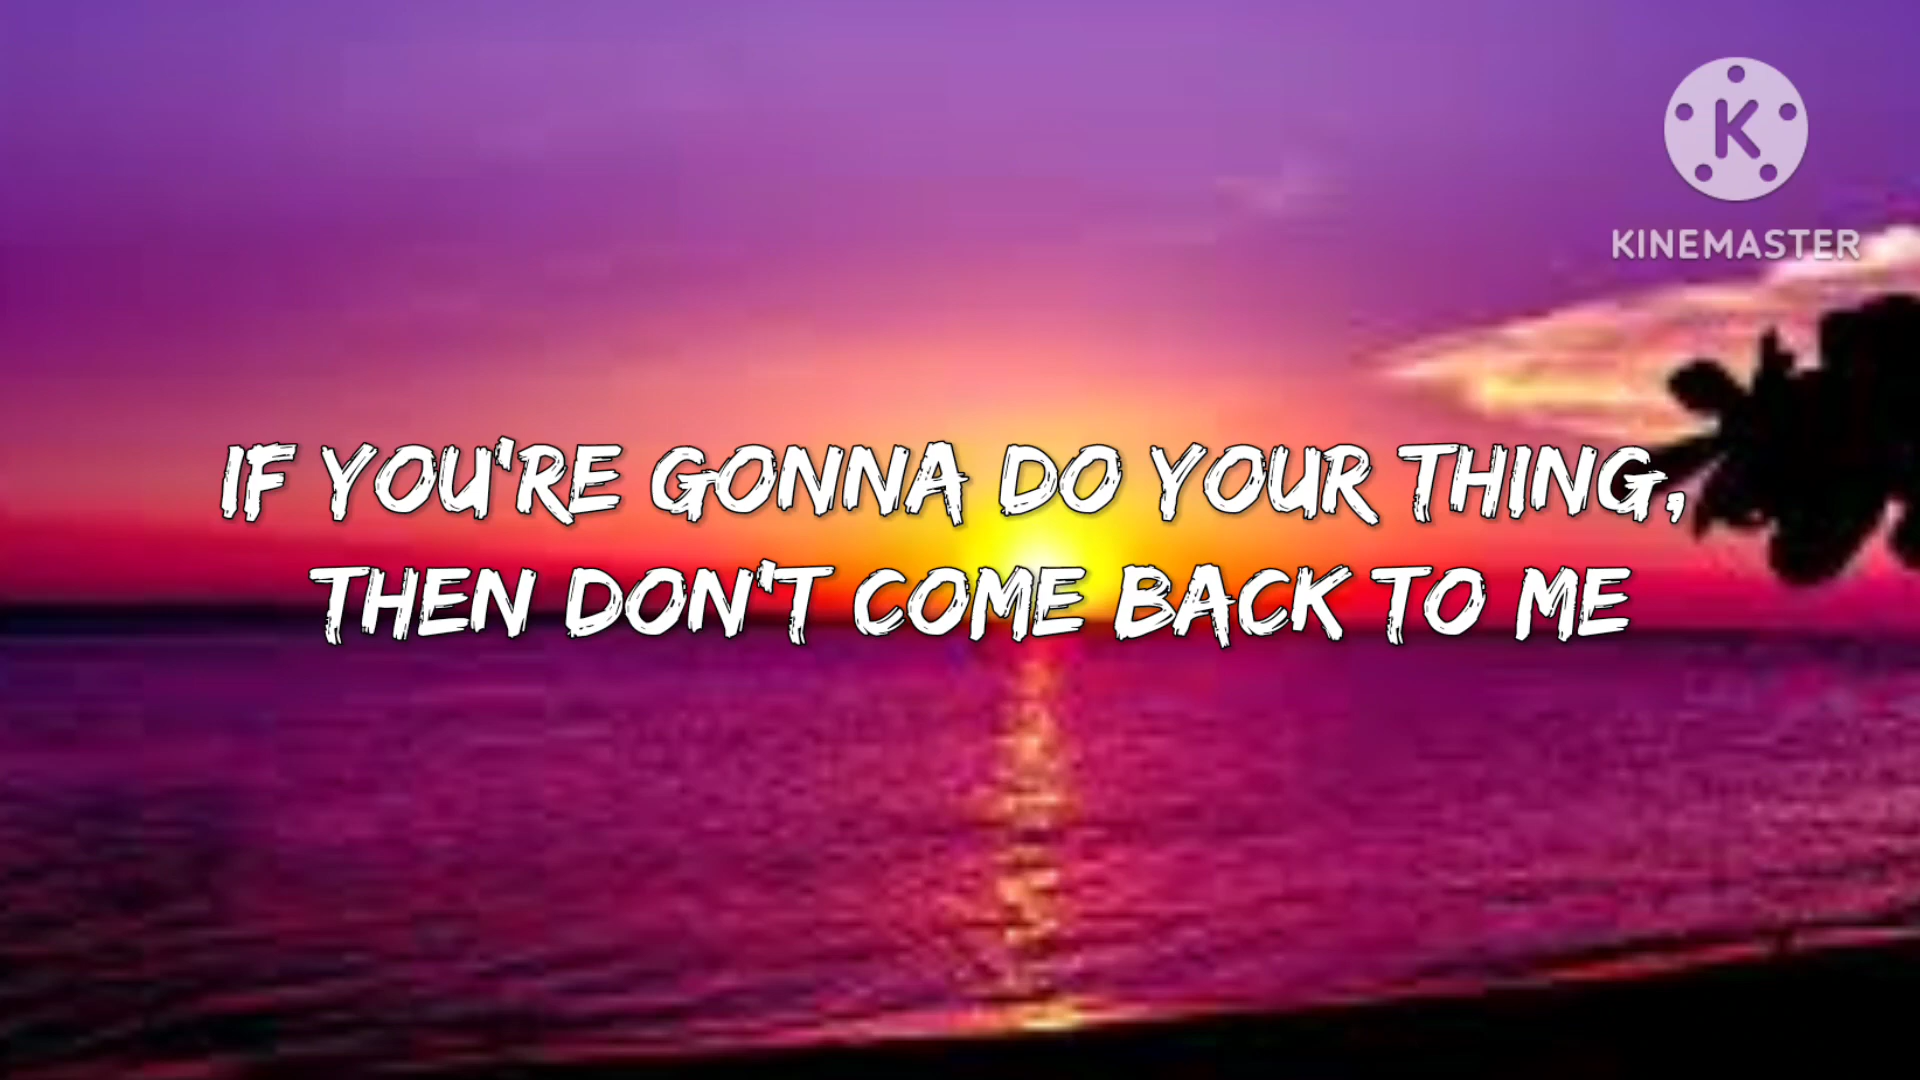 K
KINEMASTER
IF YOU'RE GONNA DO YOUR THING,
THEN DON'T COME BACK TO ME